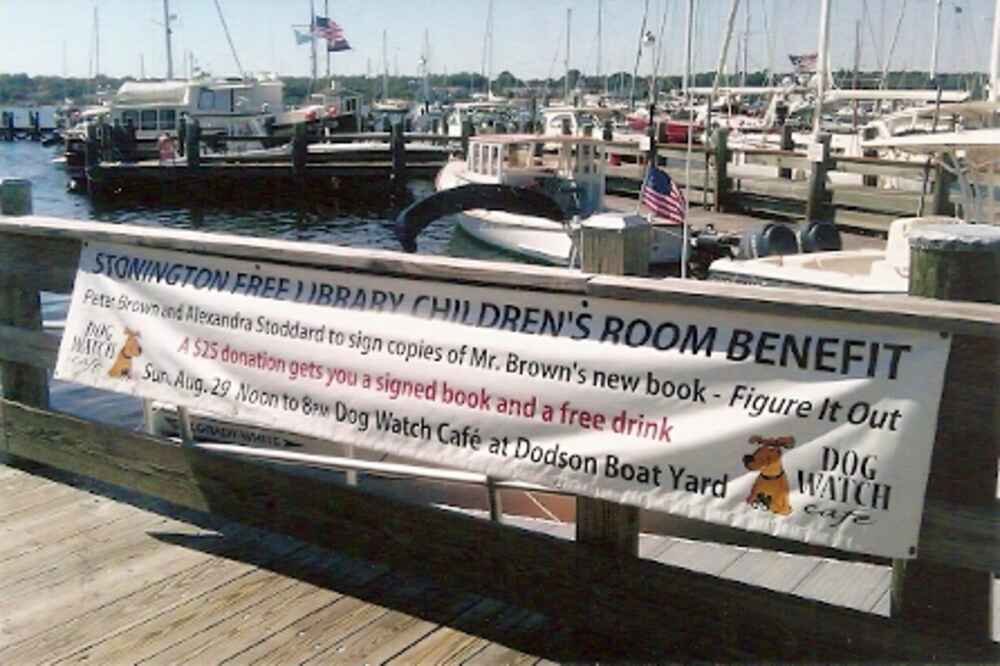 STONINGTON FREE LIBRARY CHILDREN'S ROOM BENEFIT
Peter Brown and Alexandra Stoddard to sign copies of Mr. Brown's new book - Figure It Out
A $25 donation gets you a signed book and a free drink
Sun. Aug. 29 Noon to 8PM Dog Watch Café at Dodson Boat Yard
DOG
WATCH
cafe
DOG
WATCH
cafe
GRADY-WHITE